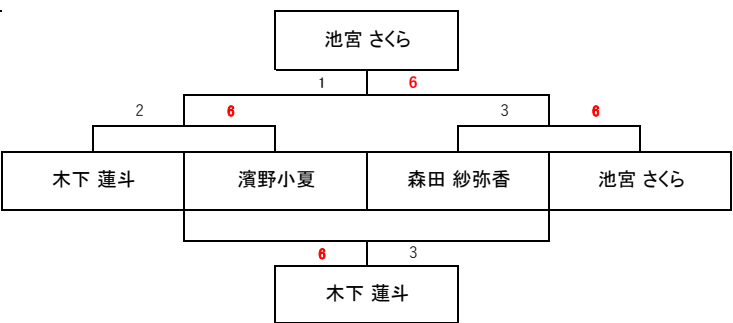 池宮 さくら
1 6
2 6 3 6
木下 蓮斗 濱野小夏 森田 紗弥香 池宮 さくら
6 3
木下 蓮斗